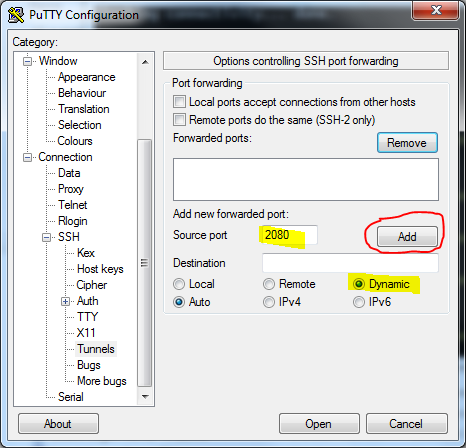 PuTTY Configuration
Category:
Window
Appearance
Behaviour
Translation
Selection
Colours
Connection
Data
Proxy
Telnet
Rlogin
SSH
Kex
Host keys
Cipher
Auth
TTY
X11
Tunnels
Bugs
More bugs
Serial
Options controlling SSH port forwarding
Port forwarding
Local ports accept connections from other hosts
Remote ports do the same (SSH-2 only)
Forwarded ports: Remove
Add new forwarded port:
Source port 2080 Add
Destination
Local Remote Dynamic
Auto IPv4 IPv6
About Open Cancel